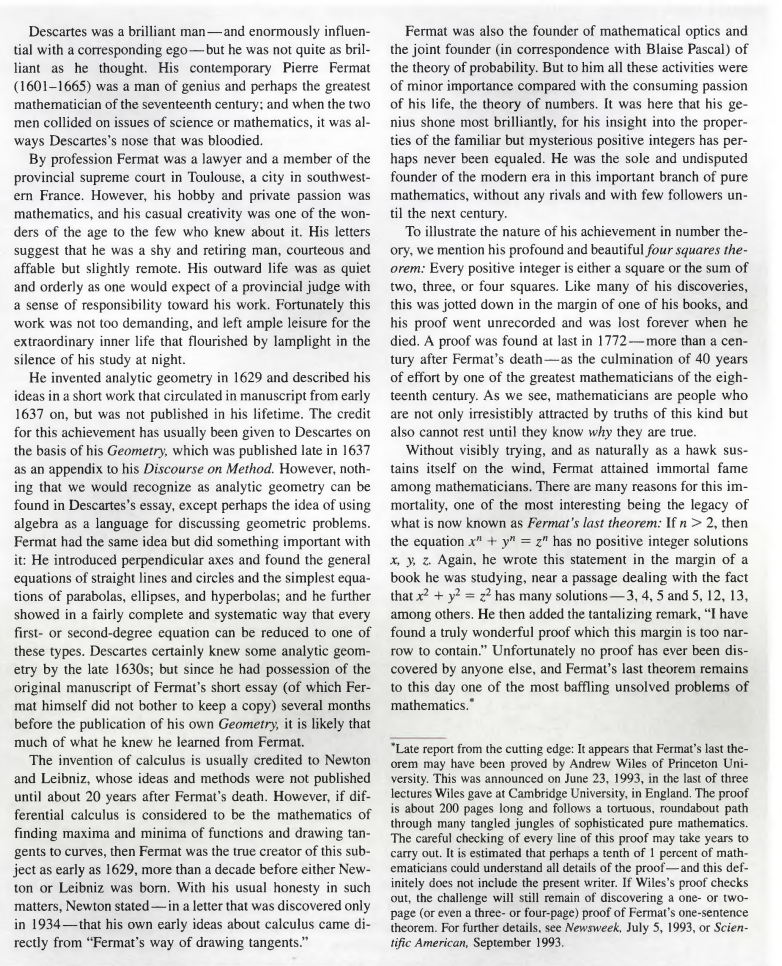 Descartes was a brilliant man—and enormously influen-
tial with a corresponding ego—but he was not quite as bril-
liant as he thought. His contemporary Pierre Fermat
(1601–1665) was a man of genius and perhaps the greatest
mathematician of the seventeenth century; and when the two
men collided on issues of science or mathematics, it was al-
ways Descartes's nose that was bloodied.
By profession Fermat was a lawyer and a member of the
provincial supreme court in Toulouse, a city in southwest-
ern France. However, his hobby and private passion was
mathematics, and his casual creativity was one of the won-
ders of the age to the few who knew about it. His letters
suggest that he was a shy and retiring man, courteous and
affable but slightly remote. His outward life was as quiet
and orderly as one would expect of a provincial judge with
a sense of responsibility toward his work. Fortunately this
work was not too demanding, and left ample leisure for the
extraordinary inner life that flourished by lamplight in the
silence of his study at night.
He invented analytic geometry in 1629 and described his
ideas in a short work that circulated in manuscript from early
1637 on, but was not published in his lifetime. The credit
for this achievement has usually been given to Descartes on
the basis of his Geometry, which was published late in 1637
as an appendix to his Discourse on Method. However, noth-
ing that we would recognize as analytic geometry can be
found in Descartes's essay, except perhaps the idea of using
algebra as a language for discussing geometric problems.
Fermat had the same idea but did something important with
it: He introduced perpendicular axes and found the general
equations of straight lines and circles and the simplest equa-
tions of parabolas, ellipses, and hyperbolas; and he further
showed in a fairly complete and systematic way that every
first- or second-degree equation can be reduced to one of
these types. Descartes certainly knew some analytic geom-
etry by the late 1630s; but since he had possession of the
original manuscript of Fermat's short essay (of which Fer-
mat himself did not bother to keep a copy) several months
before the publication of his own Geometry, it is likely that
much of what he knew he learned from Fermat.
The invention of calculus is usually credited to Newton
and Leibniz, whose ideas and methods were not published
until about 20 years after Fermat's death. However, if dif-
ferential calculus is considered to be the mathematics of
finding maxima and minima of functions and drawing tan-
gents to curves, then Fermat was the true creator of this sub-
ject as early as 1629, more than a decade before either New-
ton or Leibniz was born. With his usual honesty in such
matters, Newton stated—in a letter that was discovered only
in 1934—that his own early ideas about calculus came di-
rectly from "Fermat's way of drawing tangents."
Fermat was also the founder of mathematical optics and
the joint founder (in correspondence with Blaise Pascal) of
the theory of probability. But to him all these activities were
of minor importance compared with the consuming passion
of his life, the theory of numbers. It was here that his ge-
nius shone most brilliantly, for his insight into the proper-
ties of the familiar but mysterious positive integers has per-
haps never been equaled. He was the sole and undisputed
founder of the modern era in this important branch of pure
mathematics, without any rivals and with few followers un-
til the next century.
To illustrate the nature of his achievement in number the-
ory, we mention his profound and beautiful four squares the-
orem: Every positive integer is either a square or the sum of
two, three, or four squares. Like many of his discoveries,
this was jotted down in the margin of one of his books, and
his proof went unrecorded and was lost forever when he
died. A proof was found at last in 1772—more than a cen-
tury after Fermat's death—as the culmination of 40 years
of effort by one of the greatest mathematicians of the eigh-
teenth century. As we see, mathematicians are people who
are not only irresistibly attracted by truths of this kind but
also cannot rest until they know why they are true.
Without visibly trying, and as naturally as a hawk sus-
tains itself on the wind, Fermat attained immortal fame
among mathematicians. There are many reasons for this im-
mortality, one of the most interesting being the legacy of
what is now known as Fermat's last theorem: If n > 2, then
the equation xⁿ + yⁿ = zⁿ has no positive integer solutions
x, y, z. Again, he wrote this statement in the margin of a
book he was studying, near a passage dealing with the fact
that x² + y² = z² has many solutions—3, 4, 5 and 5, 12, 13,
among others. He then added the tantalizing remark, "I have
found a truly wonderful proof which this margin is too nar-
row to contain." Unfortunately no proof has ever been dis-
covered by anyone else, and Fermat's last theorem remains
to this day one of the most baffling unsolved problems of
mathematics.*
*Late report from the cutting edge: It appears that Fermat's last the-
orem may have been proved by Andrew Wiles of Princeton Uni-
versity. This was announced on June 23, 1993, in the last of three
lectures Wiles gave at Cambridge University, in England. The proof
is about 200 pages long and follows a tortuous, roundabout path
through many tangled jungles of sophisticated pure mathematics.
The careful checking of every line of this proof may take years to
carry out. It is estimated that perhaps a tenth of 1 percent of math-
ematicians could understand all details of the proof—and this def-
initely does not include the present writer. If Wiles's proof checks
out, the challenge will still remain of discovering a one- or two-
page (or even a three- or four-page) proof of Fermat's one-sentence
theorem. For further details, see Newsweek, July 5, 1993, or Scien-
tific American, September 1993.